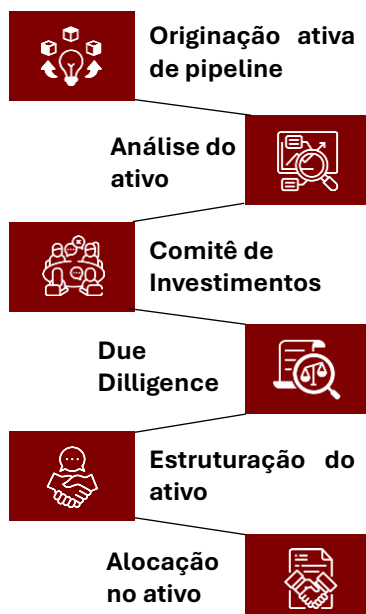 Originação ativa
de pipeline
Análise do
ativo
Comitê de
Investimentos
Due
Dilligence
Estruturação do
ativo
Alocação
no ativo